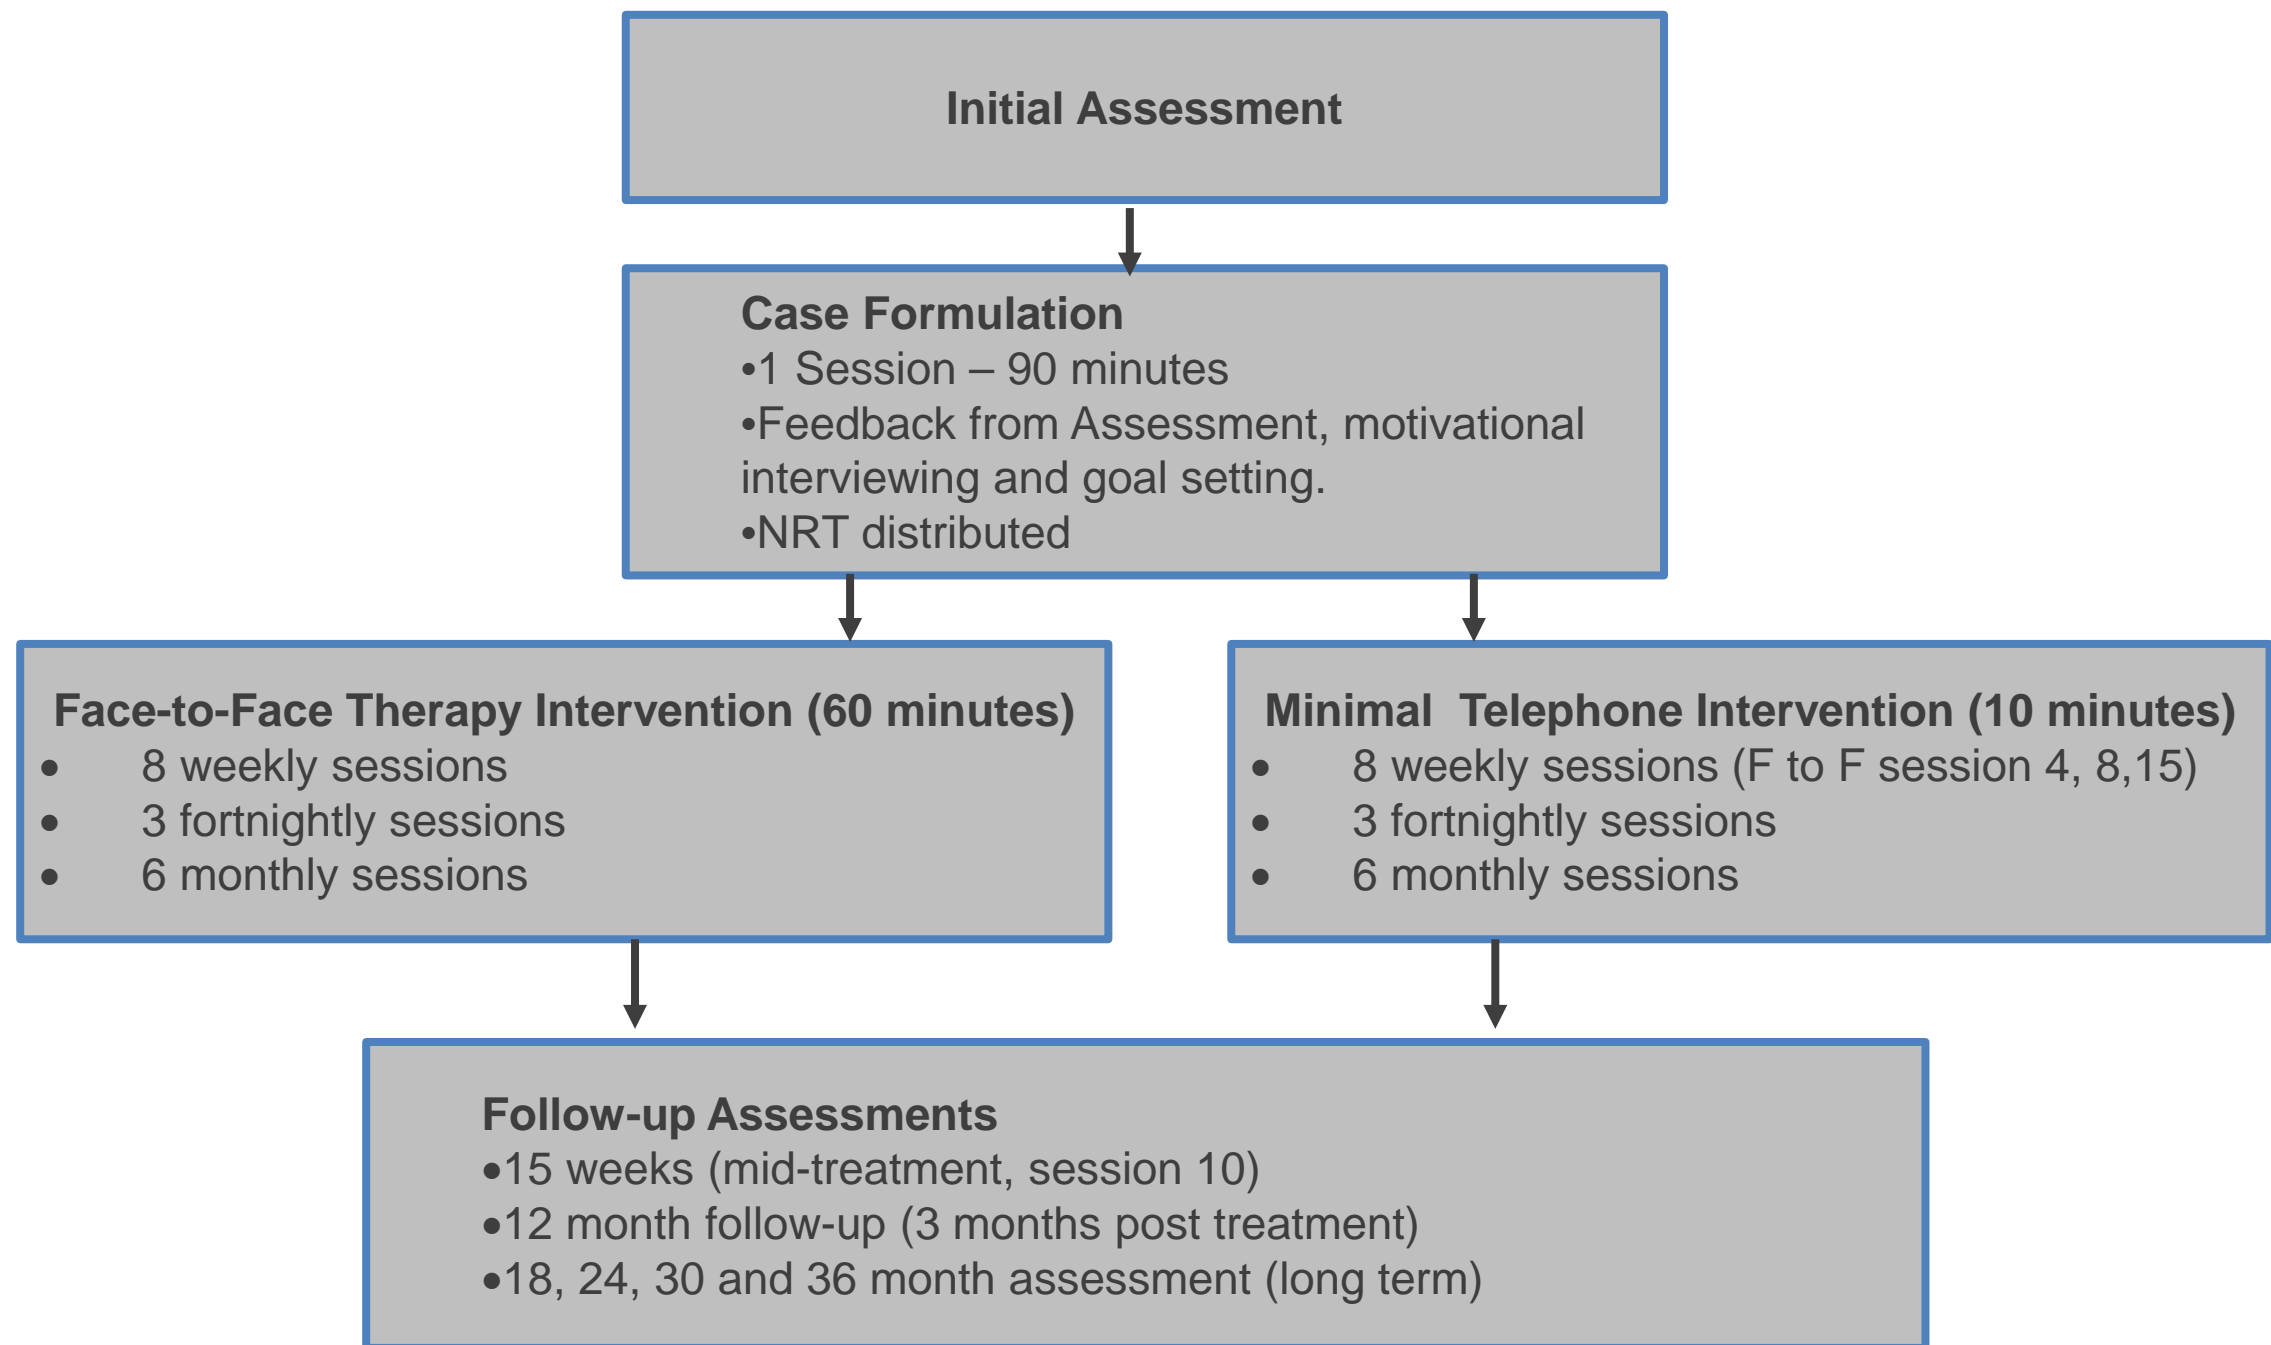 Initial Assessment
Case Formulation
•1 Session – 90 minutes
•Feedback from Assessment, motivational
interviewing and goal setting.
•NRT distributed
Face-to-Face Therapy Intervention (60 minutes)
• 8 weekly sessions
• 3 fortnightly sessions
• 6 monthly sessions
Minimal  Telephone Intervention (10 minutes)
• 8 weekly sessions (F to F session 4, 8,15)
• 3 fortnightly sessions
• 6 monthly sessions
Follow-up Assessments
•15 weeks (mid-treatment, session 10)
•12 month follow-up (3 months post treatment)
•18, 24, 30 and 36 month assessment (long term)